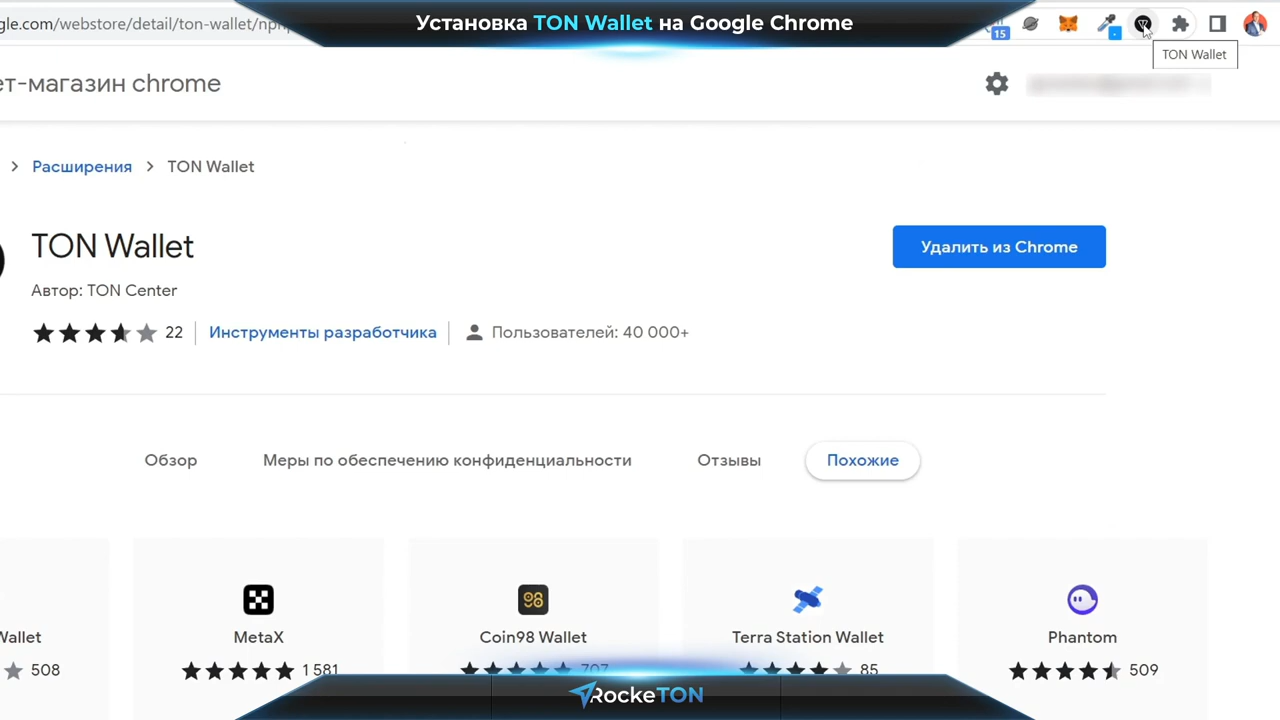 Установка TON Wallet на Google Chrome
gle.com/webstore/detail/ton-wallet/nph
15
TON Wallet
ет-магазин chrome
Расширения > TON Wallet
TON Wallet
Удалить из Chrome
Автор: TON Center
22 Инструменты разработчика Пользователей: 40 000+
Обзор Меры по обеспечению конфиденциальности Отзывы Похожие
Wallet MetaX Coin98 Wallet Terra Station Wallet Phantom
508 1 581 707 85 509
RockeTON